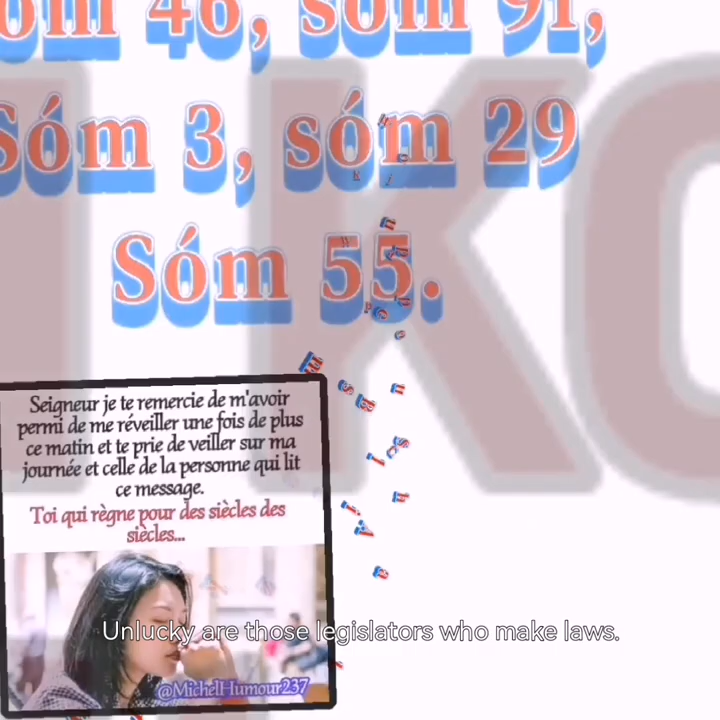 Sóm 46, sóm 91,
Sóm 3, sóm 29
Sóm 55.
KO
Seigneur je te remercie de m'avoir
permi de me réveiller une fois de plus
ce matin et te prie de veiller sur ma
journée et celle de la personne qui lit
ce message.
Toi qui règne pour des siècles des
siècles...
Unlucky are those legislators who make laws.
@MichelHumour237